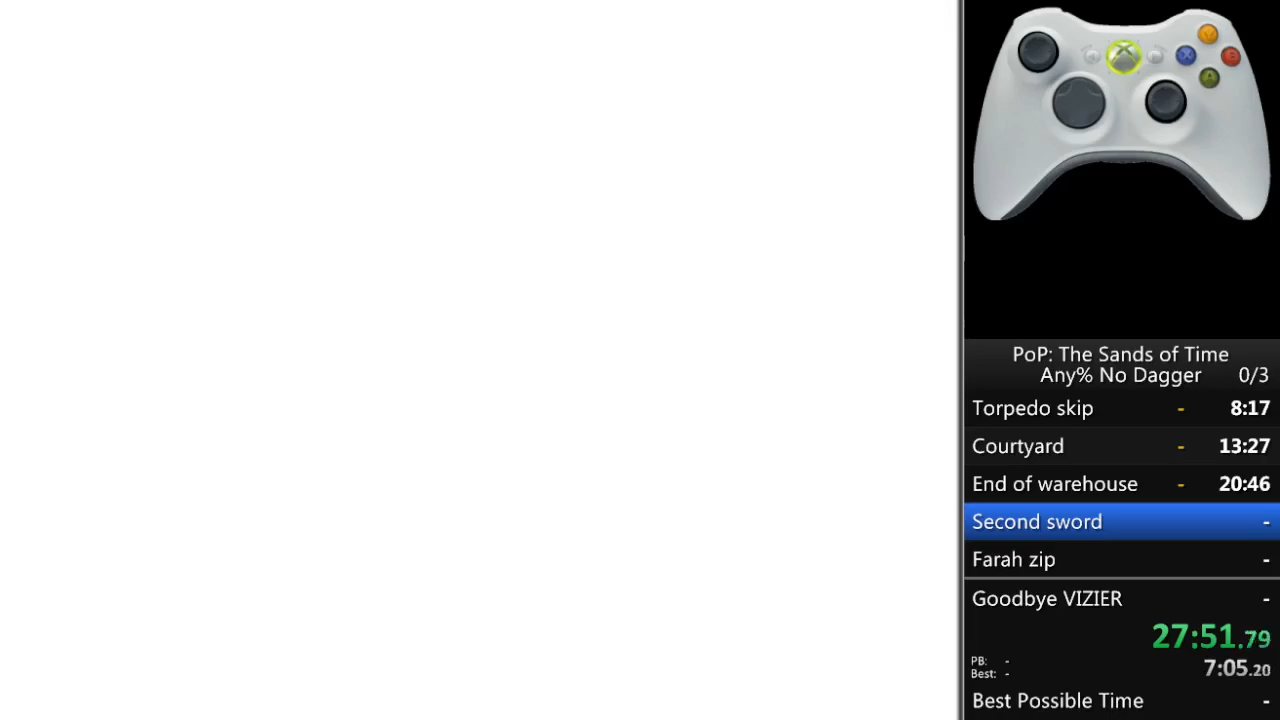 Y
X
B
A
PoP: The Sands of Time
Any% No Dagger 0/3
Torpedo skip - 8:17
Courtyard - 13:27
End of warehouse - 20:46
Second sword -
Farah zip -
Goodbye VIZIER -
27:51.79
PB: -
Best: - 7:05.20
Best Possible Time -